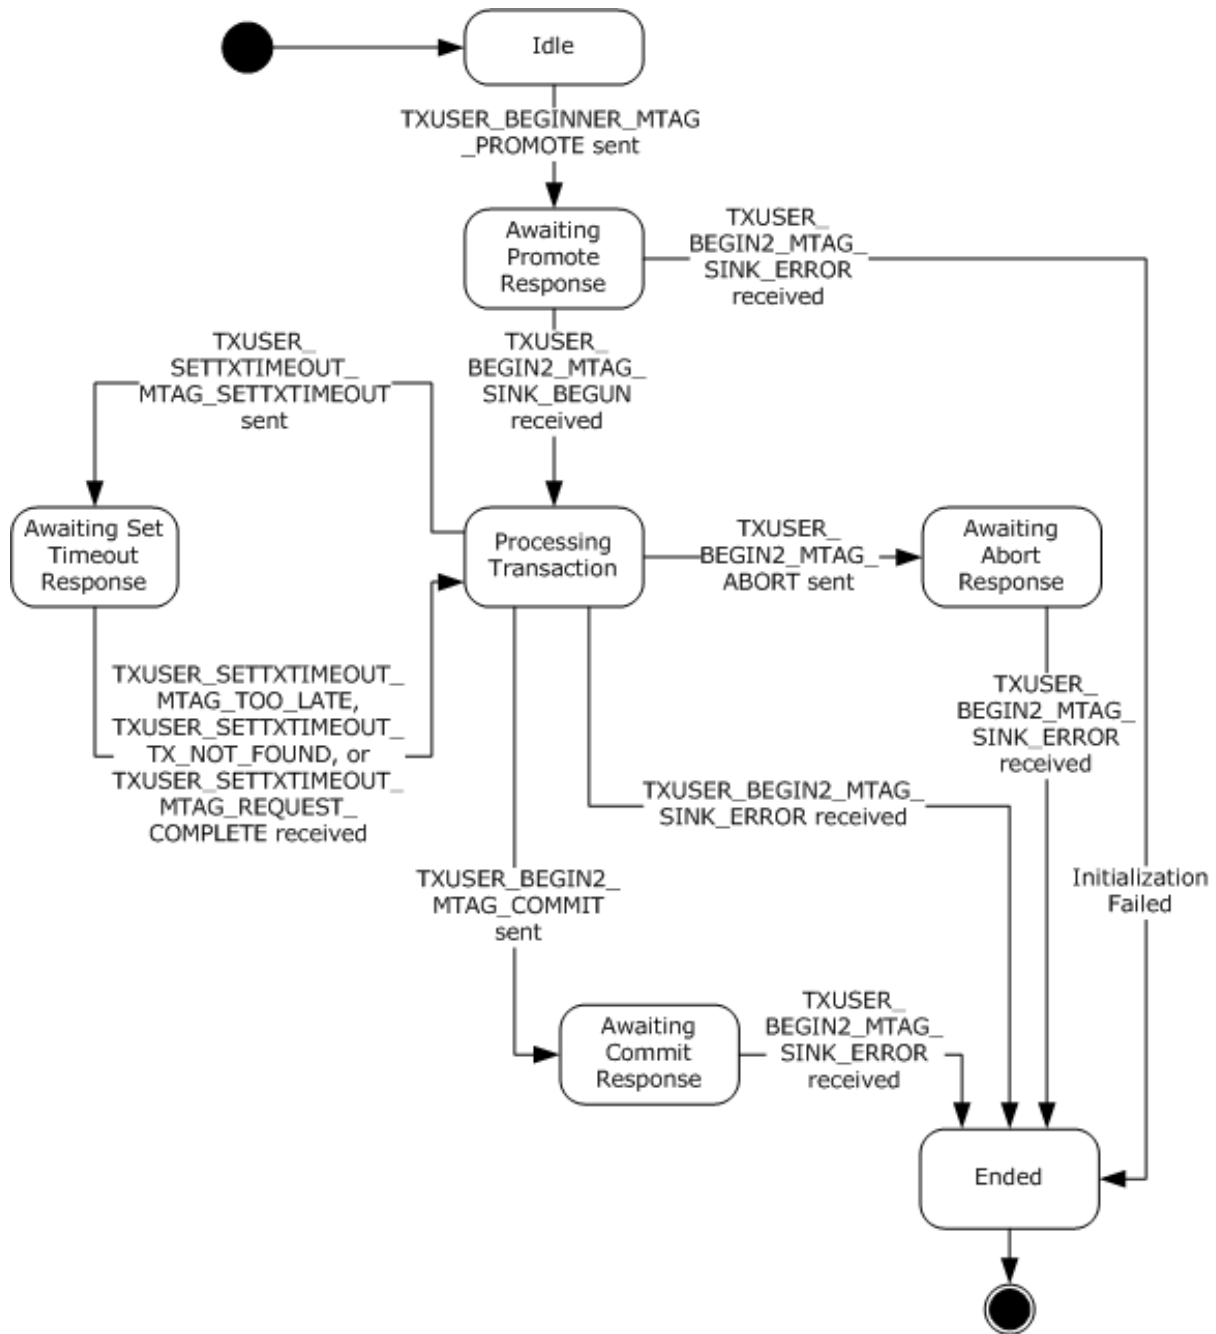 Idle
TXUSER_BEGINNER_MTAG
_PROMOTE sent
Awaiting
Promote
Response
TXUSER_
BEGIN2_MTAG_
SINK_ERROR
received
TXUSER_
SETTXTIMEOUT_
MTAG_SETTXTIMEOUT
sent
TXUSER_
BEGIN2_MTAG_
SINK_BEGUN
received
Awaiting Set
Timeout
Response
Processing
Transaction
TXUSER_
BEGIN2_MTAG_
ABORT sent
Awaiting
Abort
Response
TXUSER_SETTXTIMEOUT_
MTAG_TOO_LATE,
TXUSER_SETTXTIMEOUT_
TX_NOT_FOUND, or
TXUSER_SETTXTIMEOUT_
MTAG_REQUEST_
COMPLETE received
TXUSER_
BEGIN2_MTAG_
SINK_ERROR
received
TXUSER_BEGIN2_MTAG_
SINK_ERROR received
TXUSER_BEGIN2_
MTAG_COMMIT
sent
Initialization
Failed
Awaiting
Commit
Response
TXUSER_
BEGIN2_MTAG_
SINK_ERROR
received
Ended